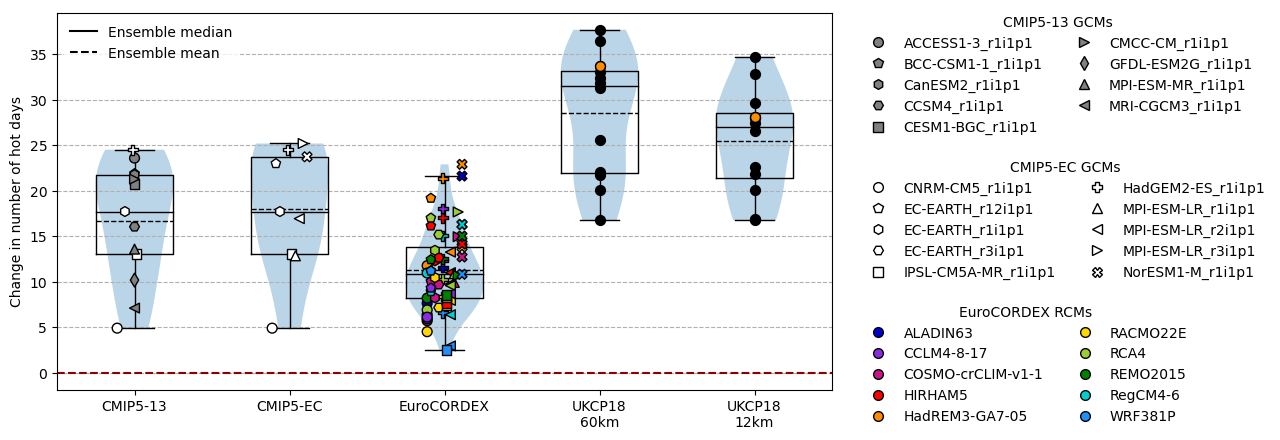 Ensemble median
Ensemble mean
Change in number of hot days
35
30
25
20
15
10
5
0
CMIP5-13
CMIP5-EC
EuroCORDEX
UKCP18
60km
UKCP18
12km
CMIP5-13 GCMs
ACCESS1-3_r1i1p1
BCC-CSM1-1_r1i1p1
CanESM2_r1i1p1
CCSM4_r1i1p1
CESM1-BGC_r1i1p1
CMCC-CM_r1i1p1
GFDL-ESM2G_r1i1p1
MPI-ESM-MR_r1i1p1
MRI-CGCM3_r1i1p1
CMIP5-EC GCMs
CNRM-CM5_r1i1p1
EC-EARTH_r12i1p1
EC-EARTH_r1i1p1
EC-EARTH_r3i1p1
IPSL-CM5A-MR_r1i1p1
HadGEM2-ES_r1i1p1
MPI-ESM-LR_r1i1p1
MPI-ESM-LR_r2i1p1
MPI-ESM-LR_r3i1p1
NorESM1-M_r1i1p1
EuroCORDEX RCMs
ALADIN63
CCLM4-8-17
COSMO-crCLIM-v1-1
HIRHAM5
HadREM3-GA7-05
RACMO22E
RCA4
REMO2015
RegCM4-6
WRF381P